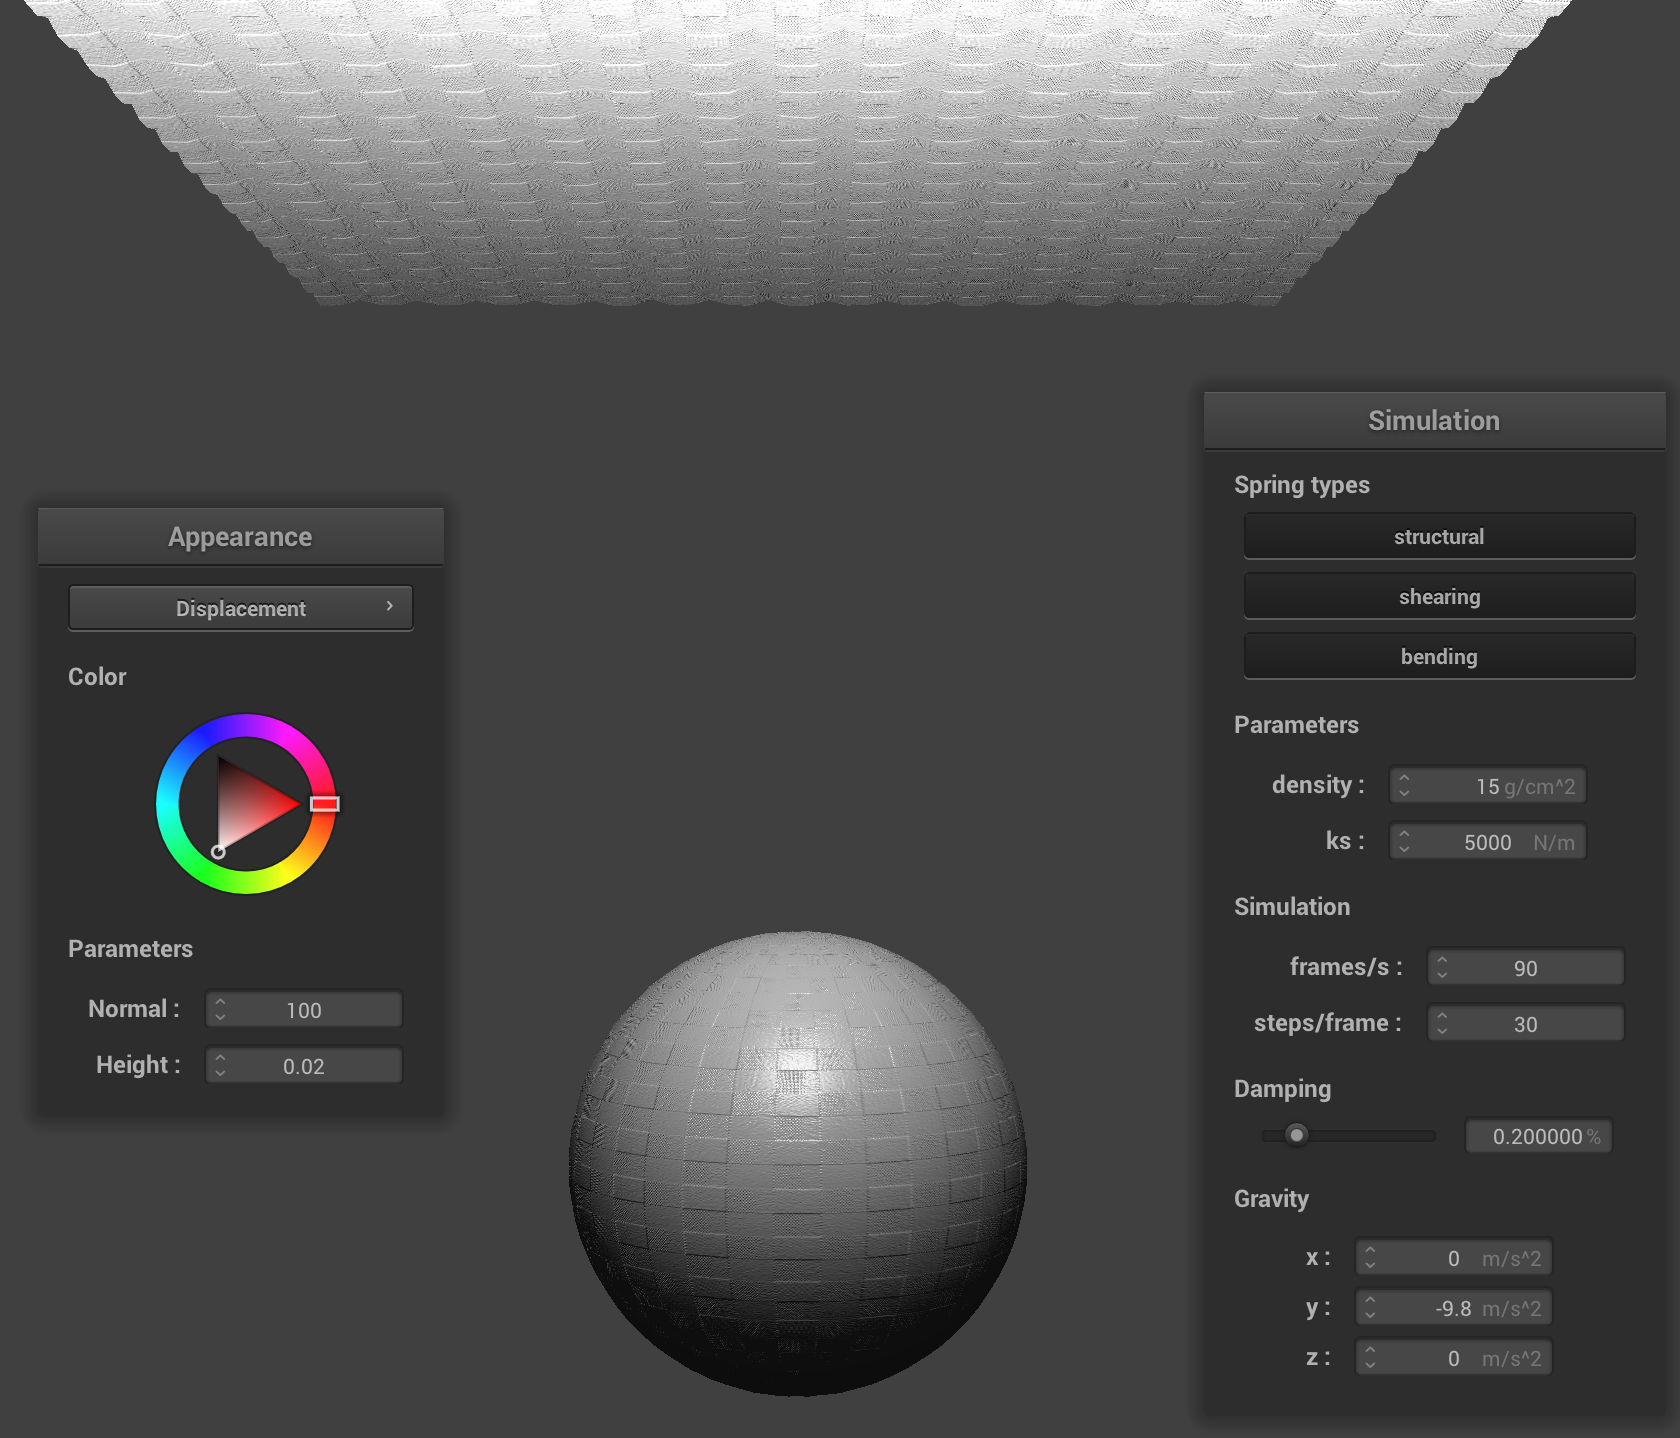 Appearance
Displacement
Color
Parameters
Normal : 100
Height : 0.02
Simulation
Spring types
structural
shearing
bending
Parameters
density : 15 g/cm^2
ks : 5000 N/m
Simulation
frames/s : 90
steps/frame : 30
Damping
0.200000 %
Gravity
x : 0 m/s^2
y : -9.8 m/s^2
z : 0 m/s^2